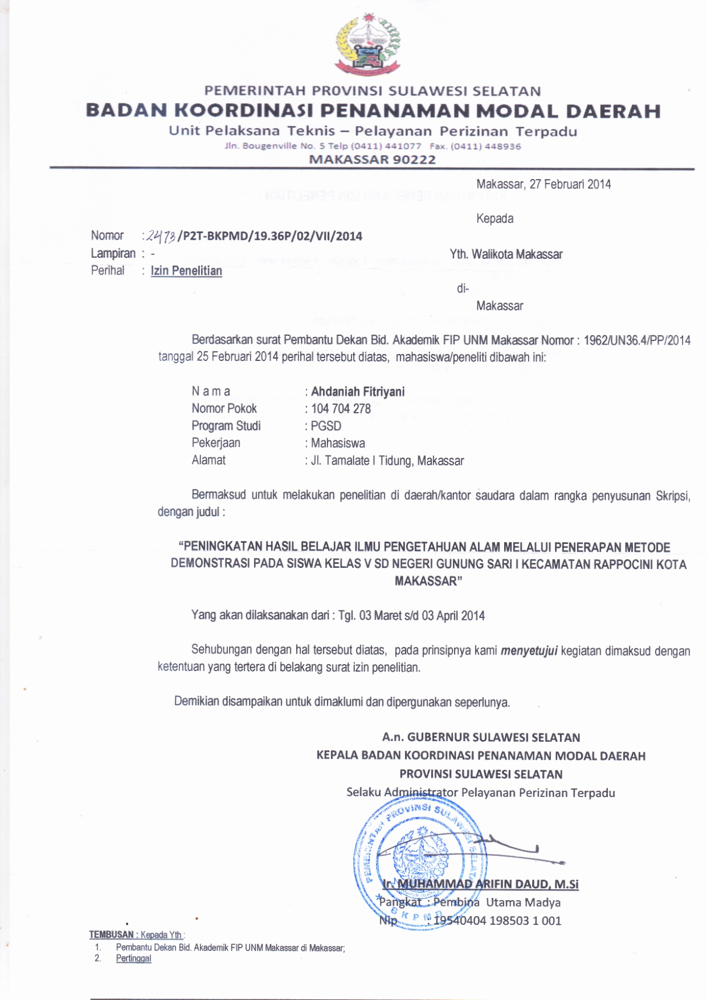 PEMERINTAH PROVINSI SULAWESI SELATAN
BADAN KOORDINASI PENANAMAN MODAL DAERAH
Unit Pelaksana Teknis – Pelayanan Perizinan Terpadu
Jln. Bougenville No. 5 Telp (0411) 441077 Fax. (0411) 448936
MAKASSAR 90222
Makassar, 27 Februari 2014
Kepada
Nomor : 2473/P2T-BKPMD/19.36P/02/VII/2014
Lampiran : -
Yth. Walikota Makassar
Perihal : Izin Penelitian
di-
Makassar
Berdasarkan surat Pembantu Dekan Bid. Akademik FIP UNM Makassar Nomor : 1962/UN36.4/PP/2014
tanggal 25 Februari 2014 perihal tersebut diatas, mahasiswa/peneliti dibawah ini:
N a m a : Ahdaniah Fitriyani
Nomor Pokok : 104 704 278
Program Studi : PGSD
Pekerjaan : Mahasiswa
Alamat : Jl. Tamalate I Tidung, Makassar
Bermaksud untuk melakukan penelitian di daerah/kantor saudara dalam rangka penyusunan Skripsi,
dengan judul :
“PENINGKATAN HASIL BELAJAR ILMU PENGETAHUAN ALAM MELALUI PENERAPAN METODE
DEMONSTRASI PADA SISWA KELAS V SD NEGERI GUNUNG SARI I KECAMATAN RAPPOCINI KOTA
MAKASSAR”
Yang akan dilaksanakan dari : Tgl. 03 Maret s/d 03 April 2014
Sehubungan dengan hal tersebut diatas, pada prinsipnya kami menyetujui kegiatan dimaksud dengan
ketentuan yang tertera di belakang surat izin penelitian.
Demikian disampaikan untuk dimaklumi dan dipergunakan seperlunya.
A.n. GUBERNUR SULAWESI SELATAN
KEPALA BADAN KOORDINASI PENANAMAN MODAL DAERAH
PROVINSI SULAWESI SELATAN
Selaku Administrator Pelayanan Perizinan Terpadu
PEMERINTAH PROVINSI SULAWESI SELATAN
BKPMD
Ir. MUHAMMAD ARIFIN DAUD, M.Si
Pangkat : Pembina Utama Madya
Nip : 19540404 198503 1 001
TEMBUSAN : Kepada Yth :
1. Pembantu Dekan Bid. Akademik FIP UNM Makassar di Makassar;
2. Pertinggal